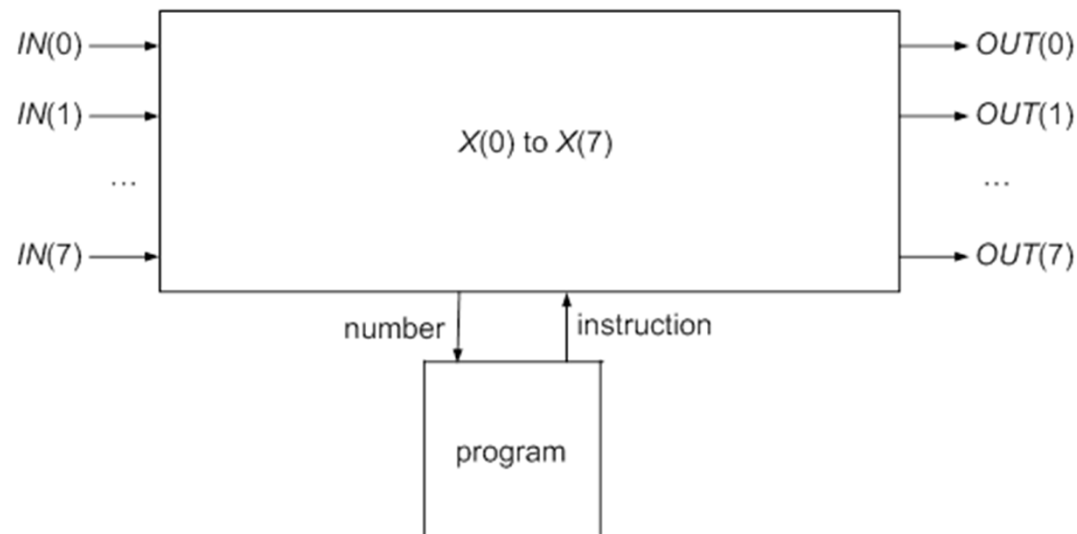 IN(0)
OUT(0)
IN(1)
OUT(1)
X(0) to X(7)
...
...
IN(7)
OUT(7)
number
instruction
program